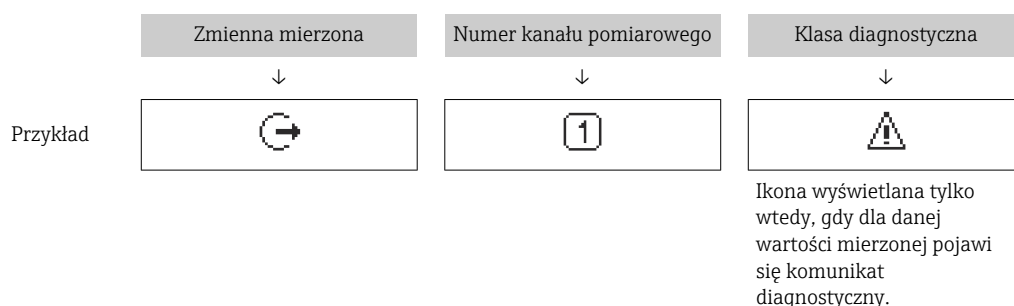 Zmienna mierzona
Numer kanału pomiarowego
Klasa diagnostyczna
↓
↓
↓
Przykład
1
Ikona wyświetlana tylko
wtedy, gdy dla danej
wartości mierzonej pojawi
się komunikat
diagnostyczny.